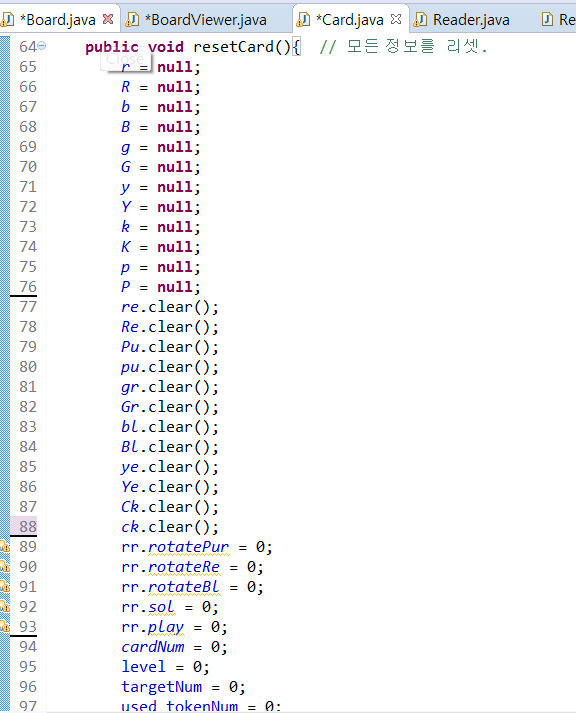 *Board.java
*BoardViewer.java
*Card.java
Reader.java
Re
64 public void resetCard(){ // 모든 정보를 리셋.
Close
65 r = null;
66 R = null;
67 b = null;
68 B = null;
69 g = null;
70 G = null;
71 y = null;
72 Y = null;
73 k = null;
74 K = null;
75 p = null;
76 P = null;
77 re.clear();
78 Re.clear();
79 Pu.clear();
80 pu.clear();
81 gr.clear();
82 Gr.clear();
83 bl.clear();
84 Bl.clear();
85 ye.clear();
86 Ye.clear();
87 Ck.clear();
88 ck.clear();
89 rr.rotatePur = 0;
90 rr.rotateRe = 0;
91 rr.rotateBl = 0;
92 rr.sol = 0;
93 rr.play = 0;
94 cardNum = 0;
95 level = 0;
96 targetNum = 0;
97 used_tokenNum = 0;